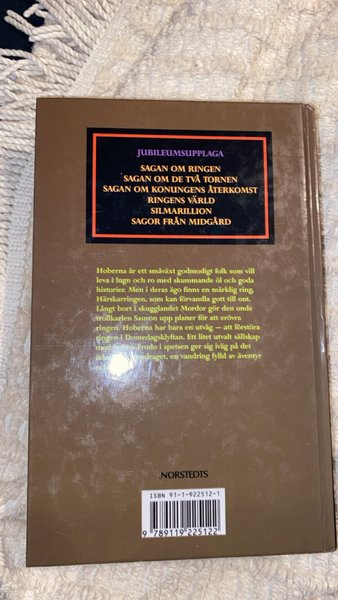 JUBILEUMSUPPLAGA
SAGAN OM RINGEN
SAGAN OM DE TVÅ TORNEN
SAGAN OM KONUNGENS ÅTERKOMST
RINGENS VÄRLD
SILMARILLION
SAGOR FRÅN MIDGÅRD
Hoberna är ett småväxt godmodigt folk som vill
leva i lugn och ro med skummande öl och goda
historier. Men i deras ägo finns en märklig ring,
Härskarringen, som kan förvandla gott till ont.
Långt bort i skugglandet Mordor gör den onde
trollkarlen Sauron upp planer för att erövra
ringen. Hoberna har bara en utväg — att förstöra
ringen i Domedagsklyftan. Ett litet utvalt sällskap
med hoben Frodo i spetsen ger sig iväg på det
en vandring fylld av äventyr
NORSTEDTS
ISBN 91-1-922512-1
9 789119 225122